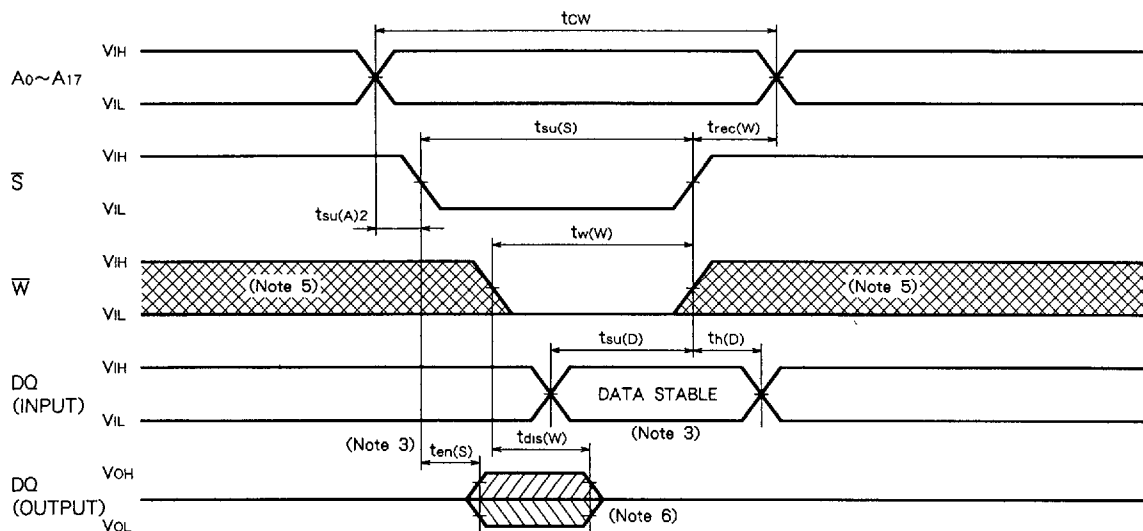 tCW
VIH
A0~A17
VIL
tsu(S)
trec(W)
VIH
S̅
VIL
tsu(A)2
tw(W)
VIH
(Note 5)
(Note 5)
W̅
VIL
tsu(D)
th(D)
VIH
DQ
(INPUT)
DATA STABLE
VIL
(Note 3)
tdis(W)
(Note 3)
ten(S)
VOH
DQ
(OUTPUT)
(Note 6)
VOL